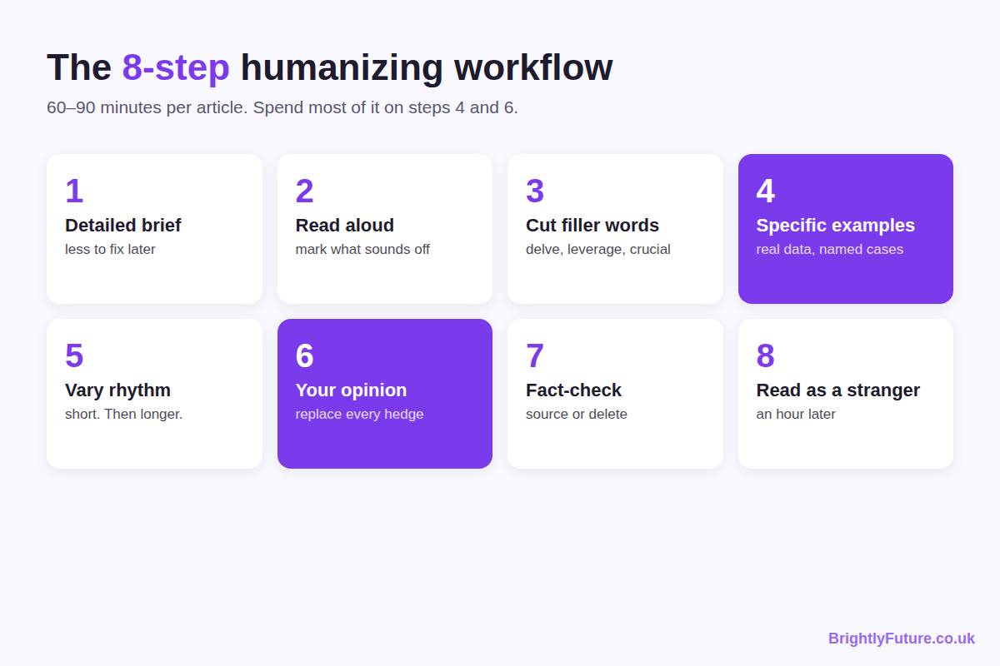 The 8-step humanizing workflow
60–90 minutes per article. Spend most of it on steps 4 and 6.
1
Detailed brief
less to fix later
2
Read aloud
mark what sounds off
3
Cut filler words
delve, leverage, crucial
4
Specific examples
real data, named cases
5
Vary rhythm
short. Then longer.
6
Your opinion
replace every hedge
7
Fact-check
source or delete
8
Read as a stranger
an hour later
BrightlyFuture.co.uk